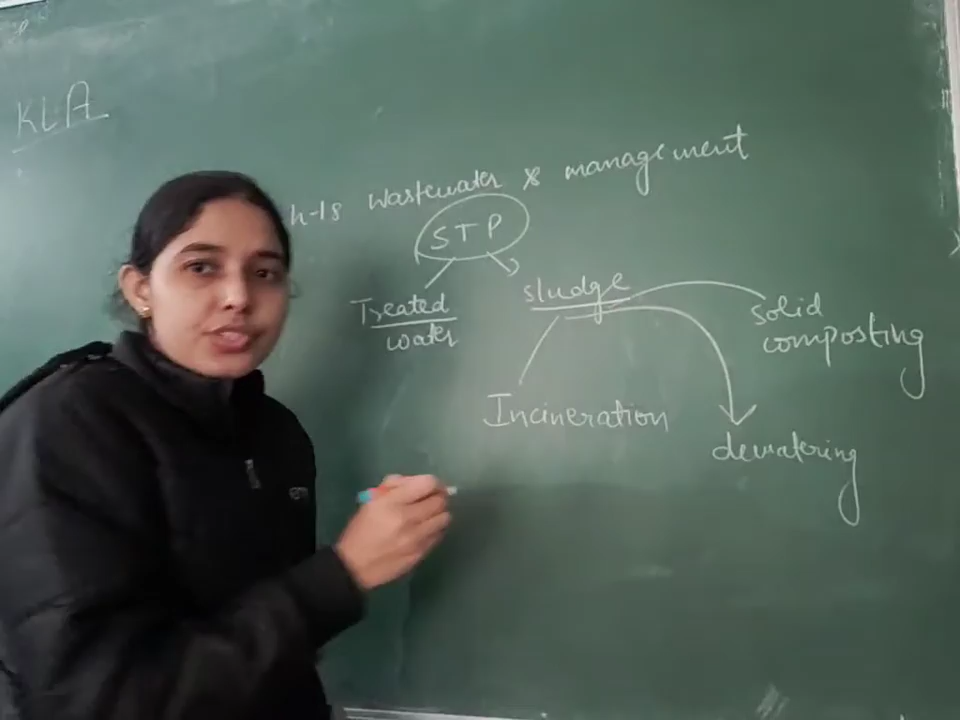 KLA
h-18 Wastewater & management
STP
Treated
water
sludge
solid
composting
Incineration
dewatering